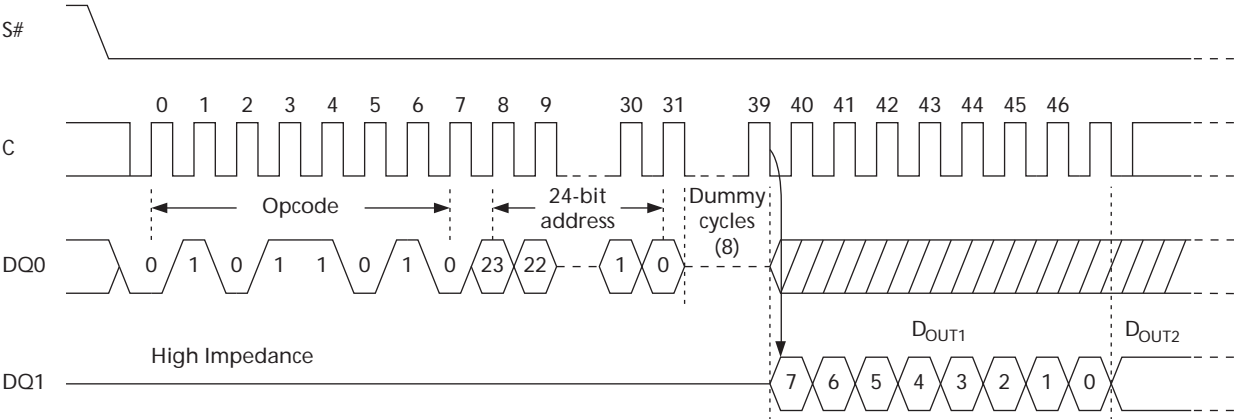 S#
0 1 2 3 4 5 6 7 8 9 30 31 39 40 41 42 43 44 45 46
C
Opcode
24-bit
address
Dummy
cycles
(8)
DQ0 0 1 0 1 1 0 1 0 23 22 1 0
DOUT1 DOUT2
High Impedance
DQ1 7 6 5 4 3 2 1 0